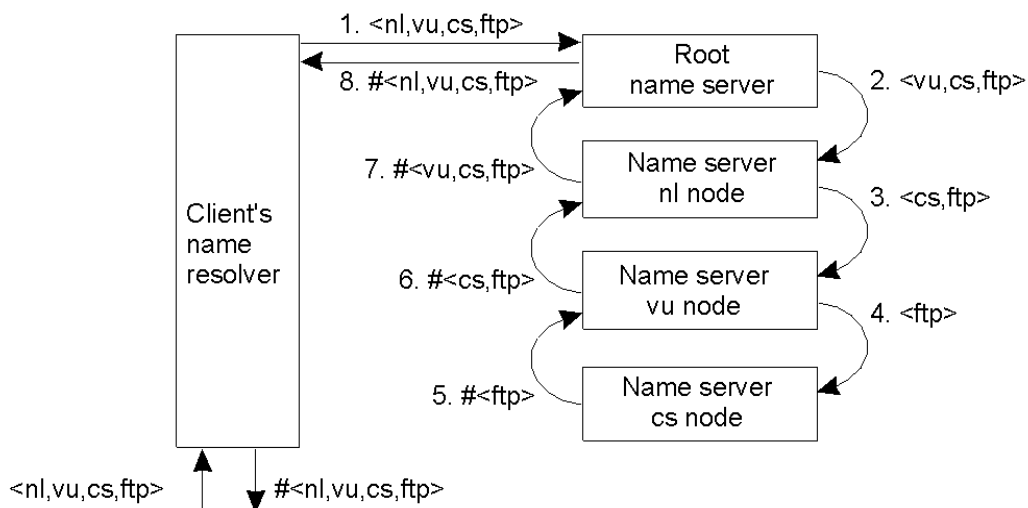 1. <nl,vu,cs,ftp>
Root
name server
8. #<nl,vu,cs,ftp>
2. <vu,cs,ftp>
Name server
nl node
7. #<vu,cs,ftp>
3. <cs,ftp>
Client's
name
resolver
Name server
vu node
6. #<cs,ftp>
4. <ftp>
Name server
cs node
5. #<ftp>
<nl,vu,cs,ftp>
#<nl,vu,cs,ftp>